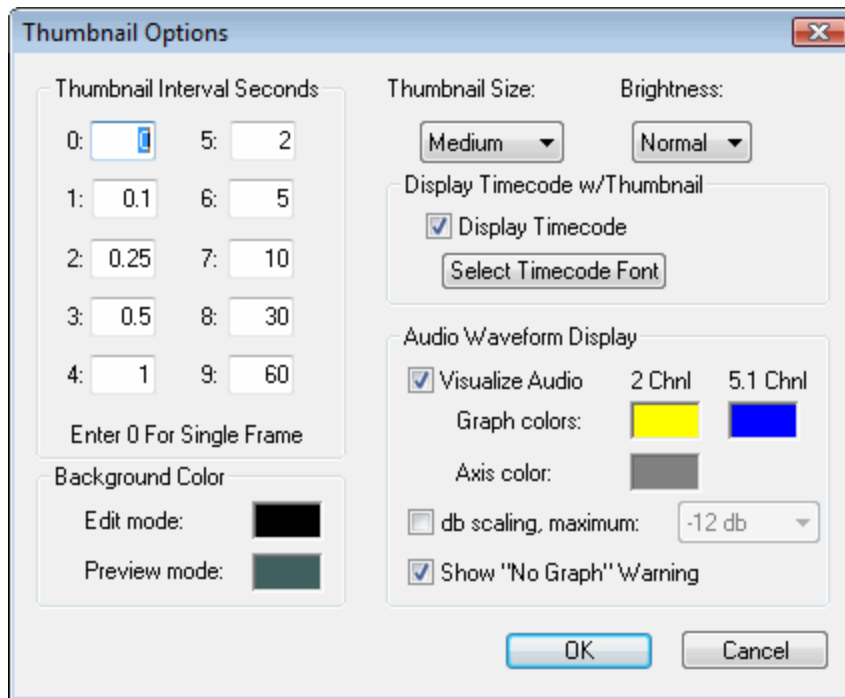 Thumbnail Options
Thumbnail Interval Seconds
0: 0 5: 2
1: 0.1 6: 5
2: 0.25 7: 10
3: 0.5 8: 30
4: 1 9: 60
Enter 0 For Single Frame
Background Color
Edit mode:
Preview mode:
Thumbnail Size: Brightness:
Medium Normal
Display Timecode w/Thumbnail
Display Timecode
Select Timecode Font
Audio Waveform Display
Visualize Audio 2 Chnl 5.1 Chnl
Graph colors:
Axis color:
db scaling, maximum: -12 db
Show "No Graph" Warning
OK Cancel